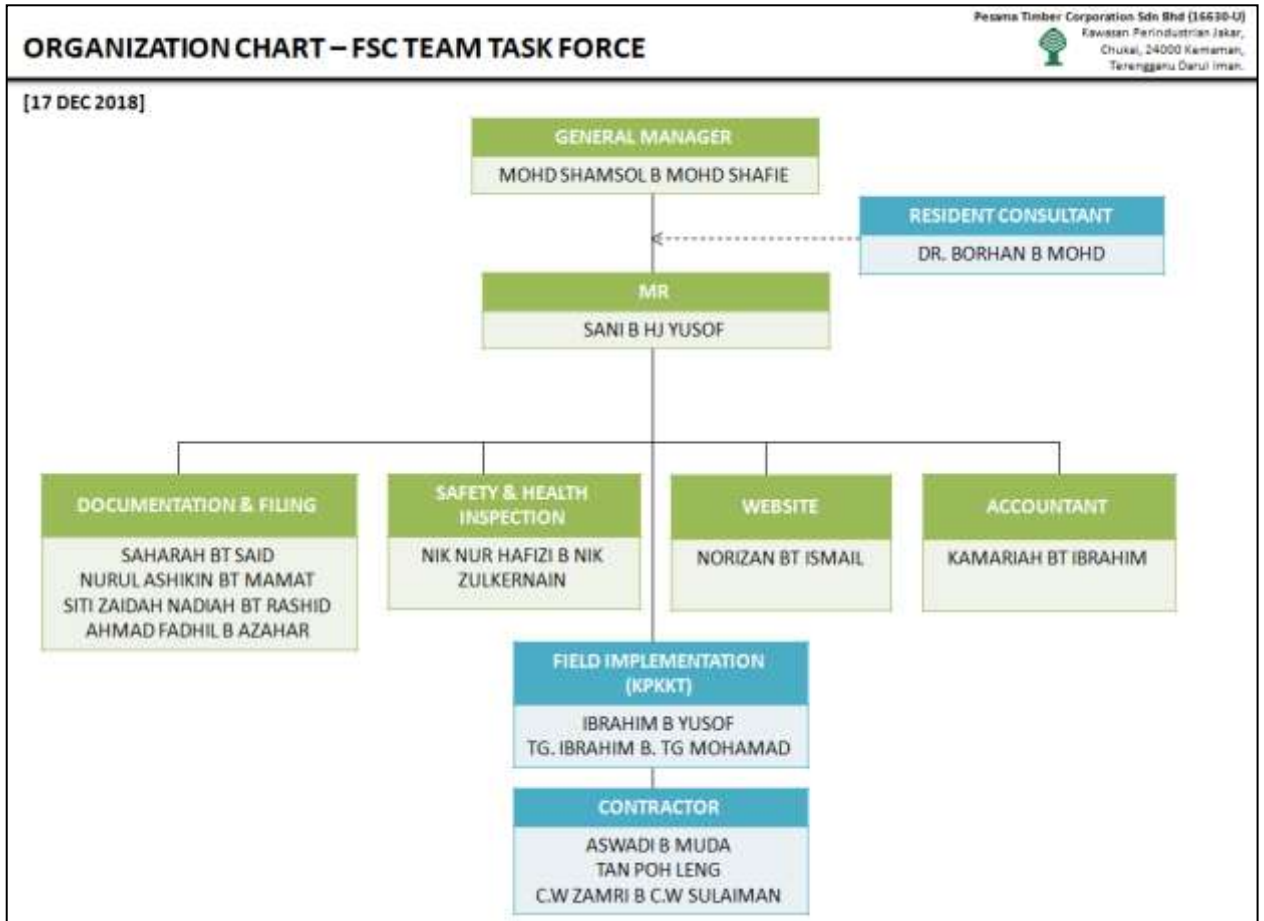 Pesama Timber Corporation Sdn Bhd (16630-U)
Kawasan Perindustrian Jakar,
Chukai, 24000 Kemaman,
Terengganu Darul Iman.
ORGANIZATION CHART – FSC TEAM TASK FORCE
[17 DEC 2018]
GENERAL MANAGER
MOHD SHAMSOL B MOHD SHAFIE
RESIDENT CONSULTANT
DR. BORHAN B MOHD
MR
SANI B HJ YUSOF
DOCUMENTATION & FILING
SAHARAH BT SAID
NURUL ASHIKIN BT MAMAT
SITI ZAIDAH NADIAH BT RASHID
AHMAD FADHIL B AZAHAR
SAFETY & HEALTH
INSPECTION
NIK NUR HAFIZI B NIK
ZULKERNAIN
WEBSITE
NORIZAN BT ISMAIL
ACCOUNTANT
KAMARIAH BT IBRAHIM
FIELD IMPLEMENTATION
(KPKKT)
IBRAHIM B YUSOF
TG. IBRAHIM B. TG MOHAMAD
CONTRACTOR
ASWADI B MUDA
TAN POH LENG
C.W ZAMRI B C.W SULAIMAN